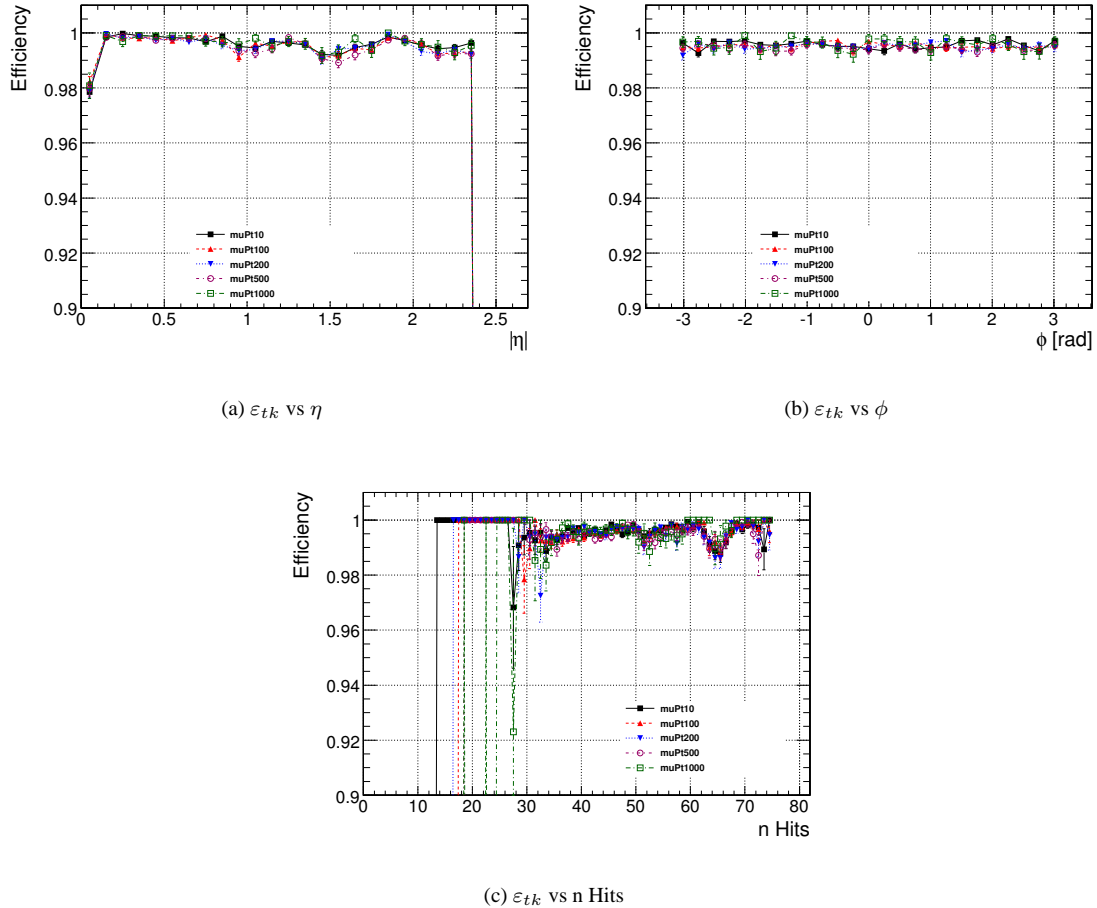 Efficiency
1
0.98
0.96
0.94
0.92
0.9
muPt10
muPt100
muPt200
muPt500
muPt1000
0 0.5 1 1.5 2 2.5
|η|
(a) εtk vs η
Efficiency
1
0.98
0.96
0.94
0.92
0.9
muPt10
muPt100
muPt200
muPt500
muPt1000
-3 -2 -1 0 1 2 3
ϕ [rad]
(b) εtk vs ϕ
Efficiency
1
0.98
0.96
0.94
0.92
0.9
muPt10
muPt100
muPt200
muPt500
muPt1000
0 10 20 30 40 50 60 70 80
n Hits
(c) εtk vs n Hits